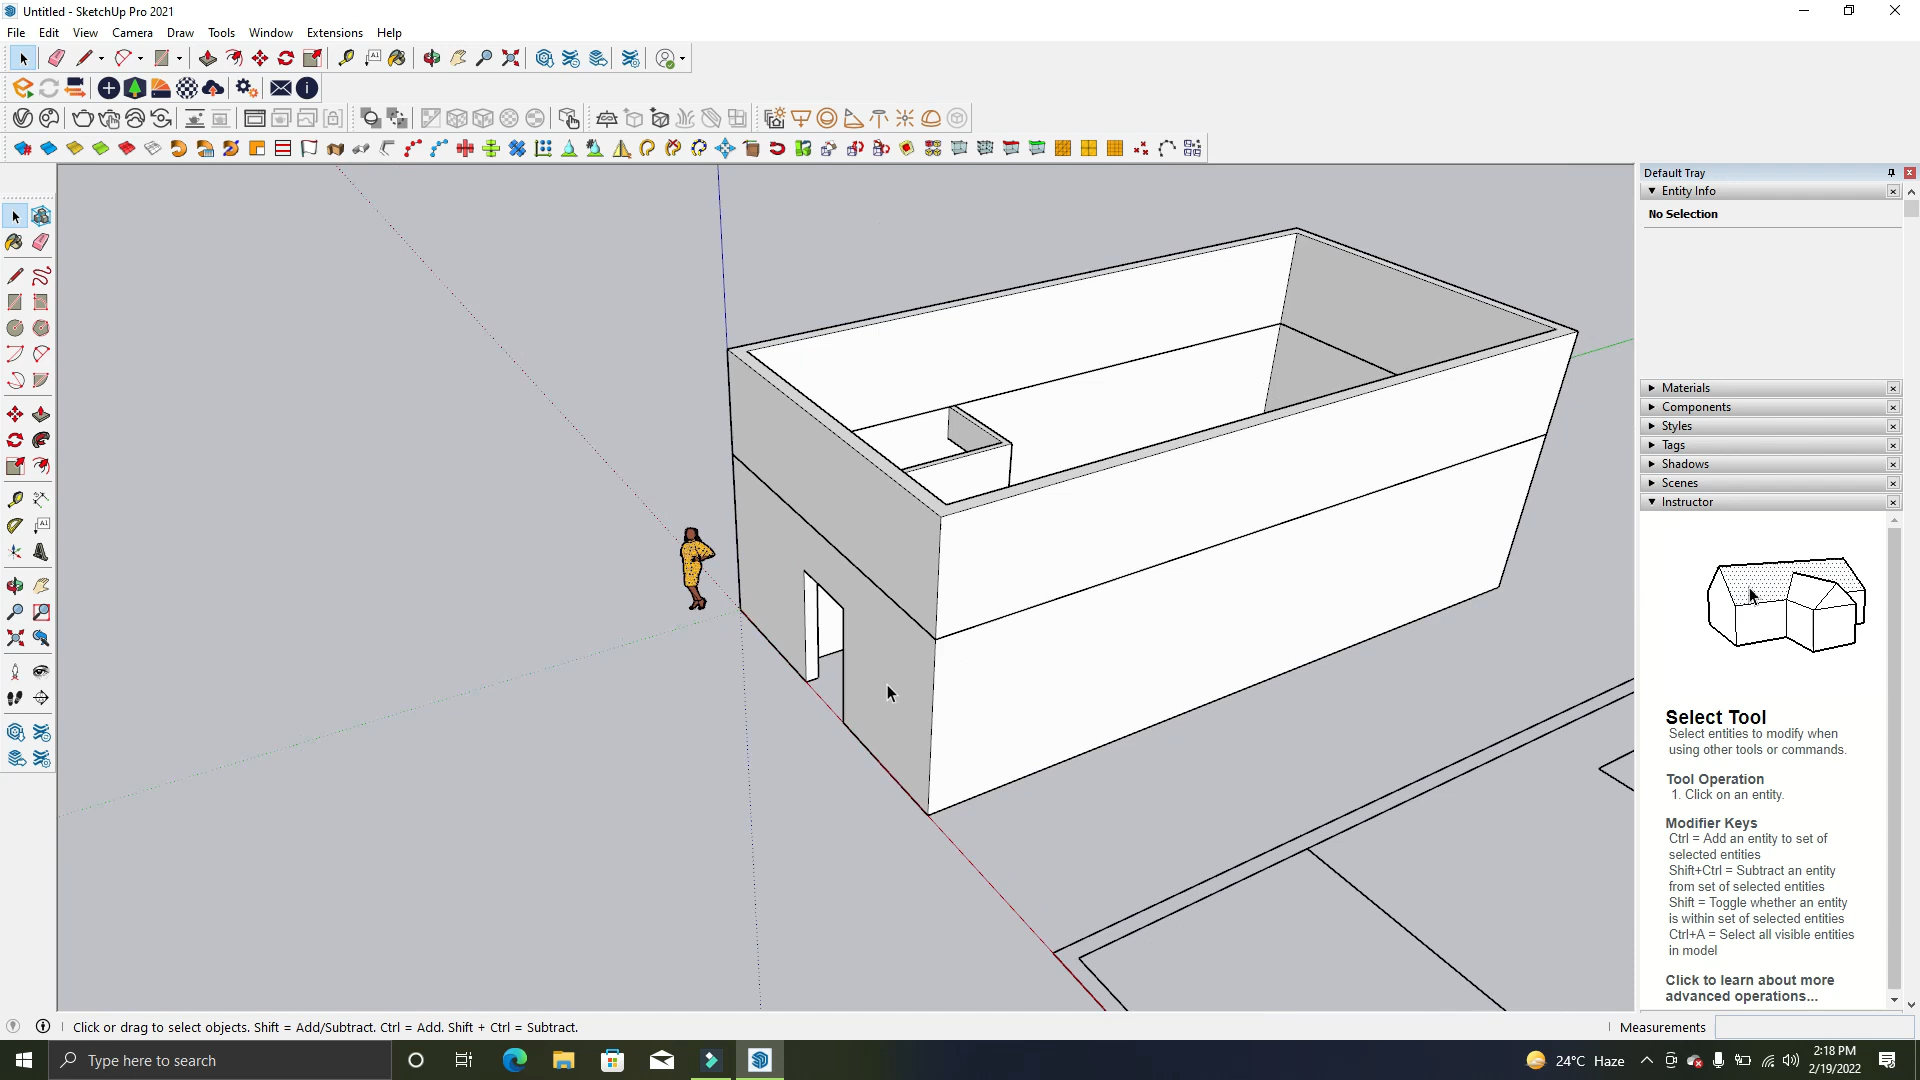 Untitled - SketchUp Pro 2021
File Edit View Camera Draw Tools Window Extensions Help
Default Tray
Entity Info
No Selection
Materials
Components
Styles
Tags
Shadows
Scenes
Instructor
Select Tool
Select entities to modify when
using other tools or commands.
Tool Operation
1. Click on an entity.
Modifier Keys
Ctrl = Add an entity to set of
selected entities
Shift+Ctrl = Subtract an entity
from set of selected entities
Shift = Toggle whether an entity
is within set of selected entities
Ctrl+A = Select all visible entities
in model
Click to learn about more
advanced operations...
Click or drag to select objects. Shift = Add/Subtract. Ctrl = Add. Shift + Ctrl = Subtract.
Measurements
Type here to search
24°C Haze
2:18 PM
2/19/2022